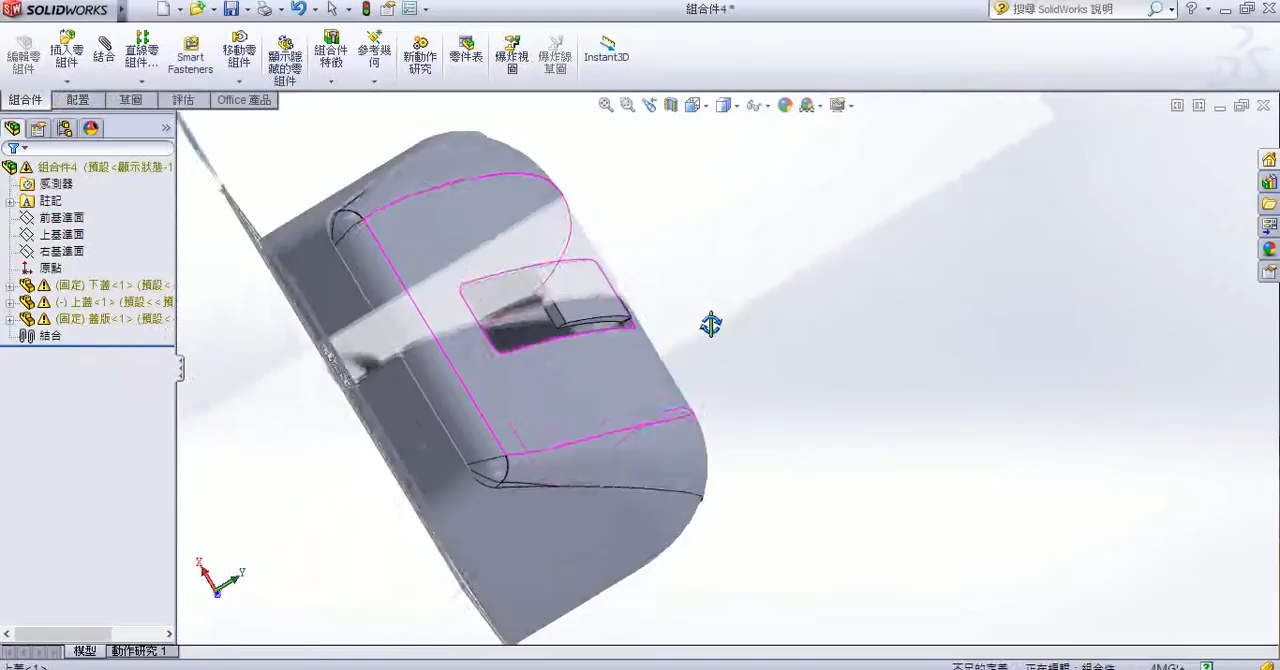 SOLIDWORKS
組合件4 *
搜尋 SolidWorks 說明
編輯零組件
插入零組件
結合
直線零組件...
Smart Fasteners
移動零組件
顯示隱藏的零組件
組合件特徵
參考幾何
新動作研究
零件表
爆炸視圖
爆炸線草圖
Instant3D
組合件
配置
草圖
評估
Office 產品
組合件4 (預設<顯示狀態-1
感測器
註記
前基準面
上基準面
右基準面
原點
(固定) 下蓋<1> (預設<
(-) 上蓋<1> (預設<<預
(固定) 蓋版<1> (預設<
結合
X
Y
模型
動作研究 1
上蓋<1>
不足的定義
正在編輯: 組合件
4MGS